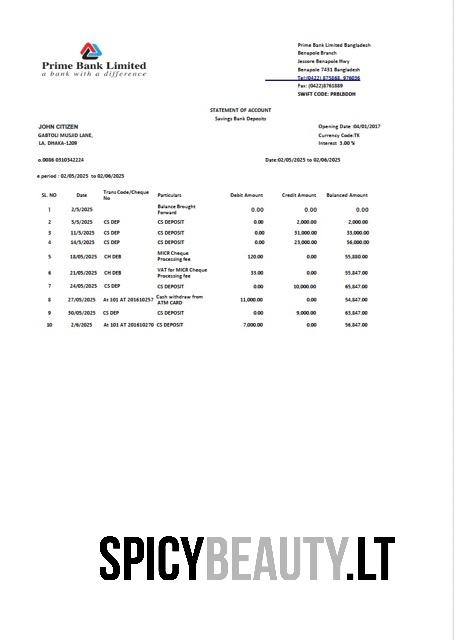 Prime Bank Limited
a bank with a difference
Prime Bank Limited Bangladesh
Benapole Branch
Jessore Benapole Hwy
Benapole 7431 Bangladesh
Tel:(0422) 875868, 976036
Fax: (0422)8761889
SWIFT CODE: PRBLBDDH
STATEMENT OF ACCOUNT
Savings Bank Deposits
JOHN CITIZEN
GABTOLI MUSJID LANE,
LA, DHAKA-1209
Opening Date :04/01/2017
Currency Code:TK
Interest 3.00 %
o.0086 0310342224
Date:02/05/2025 to 02/06/2025
e period : 02/05/2025 to 02/06/2025
SL. NO Date Trans Code/Cheque No Particulars Debit Amount Credit Amount Balanced Amount
1 2/5/2025 Balance Brought Forward 0.00 0.00 0.00
2 5/5/2025 CS DEP CS DEPOSIT 0.00 2,000.00 2,000.00
3 11/5/2025 CS DEP CS DEPOSIT 0.00 31,000.00 33,000.00
4 14/5/2025 CS DEP CS DEPOSIT 0.00 23,000.00 56,000.00
5 18/05/2025 CH DEB MICR Cheque Processing fee 120.00 0.00 55,880.00
6 21/05/2025 CH DEB VAT for MICR Cheque Processing fee 33.00 0.00 55,847.00
7 24/05/2025 CS DEP CS DEPOSIT 0.00 10,000.00 65,847.00
8 27/05/2025 At 101 AT 201610257 Cash withdraw from ATM CARD 11,000.00 0.00 54,847.00
9 30/05/2025 CS DEP CS DEPOSIT 0.00 9,000.00 63,847.00
10 2/6/2025 At 101 AT 201610270 CS DEPOSIT 7,000.00 0.00 56,847.00
SPICYBEAUTY.LT